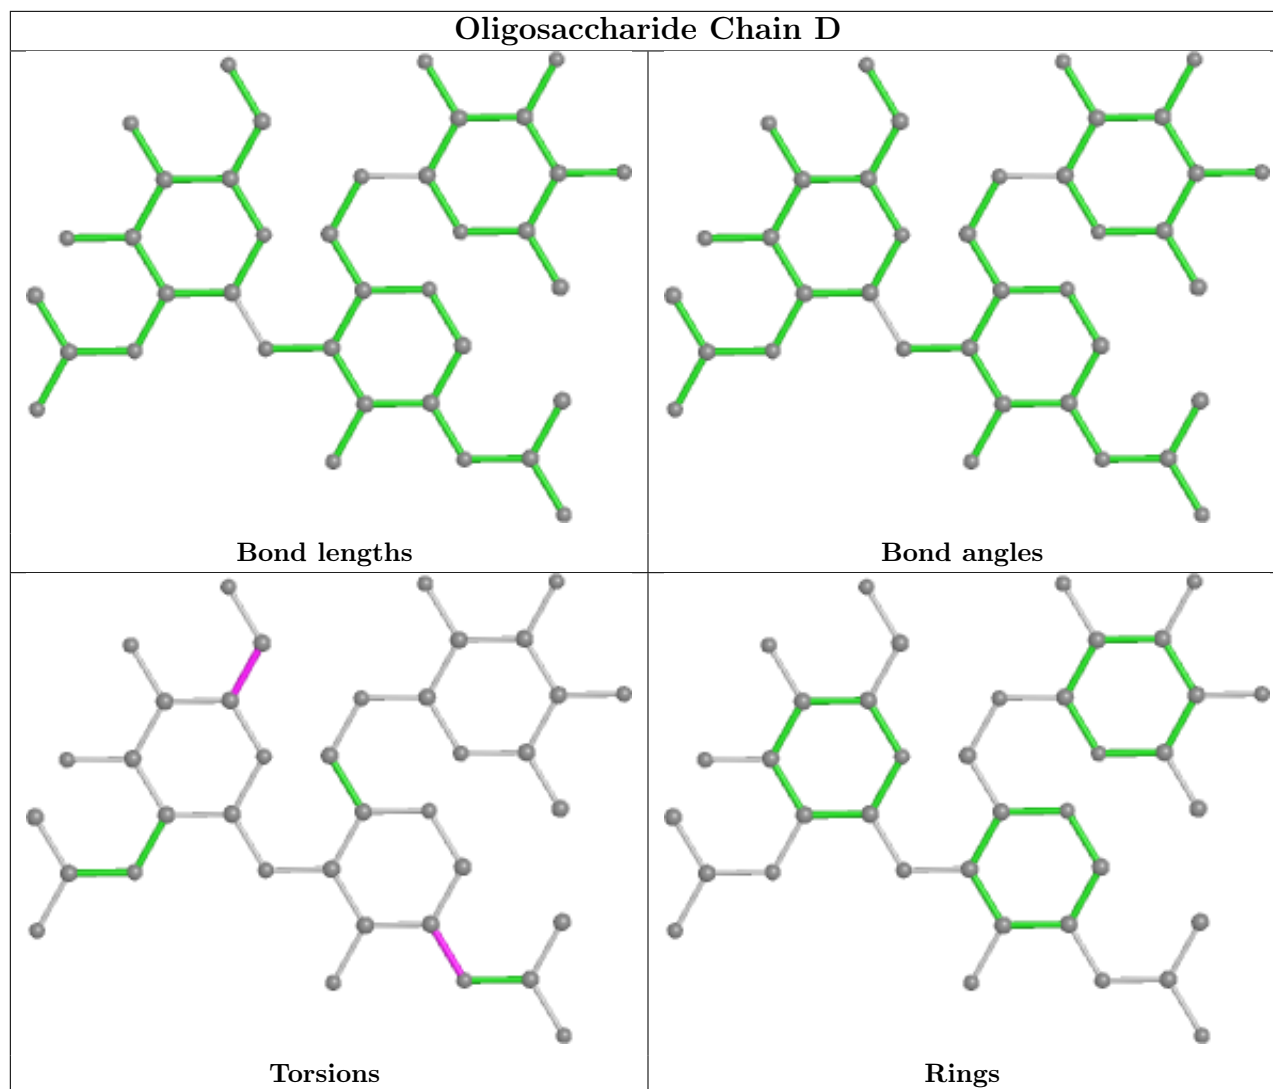 Oligosaccharide Chain D
Bond lengths
Bond angles
Torsions
Rings